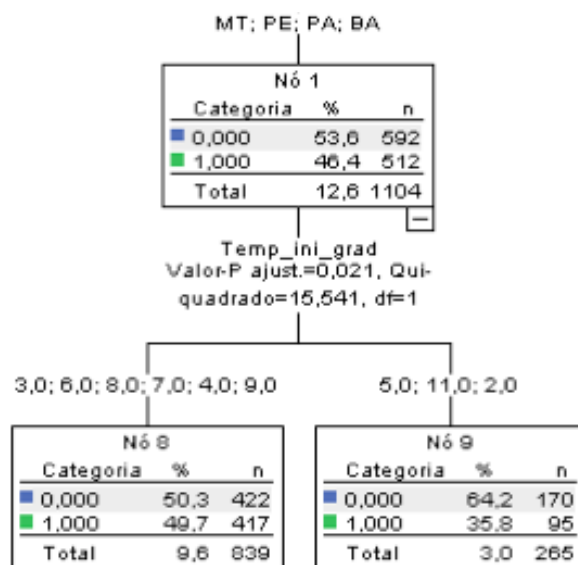 MT; PE; PA; BA
Nó 1
Categoria % n
0,000 53,6 592
1,000 46,4 512
Total 12,6 1104
Temp_ini_grad
Valor-P ajust.=0,021, Qui-
quadrado=15,541, df=1
3,0; 6,0; 8,0; 7,0; 4,0; 9,0
5,0; 11,0; 2,0
Nó 8
Categoria % n
0,000 50,3 422
1,000 49,7 417
Total 9,6 839
Nó 9
Categoria % n
0,000 64,2 170
1,000 35,8 95
Total 3,0 265